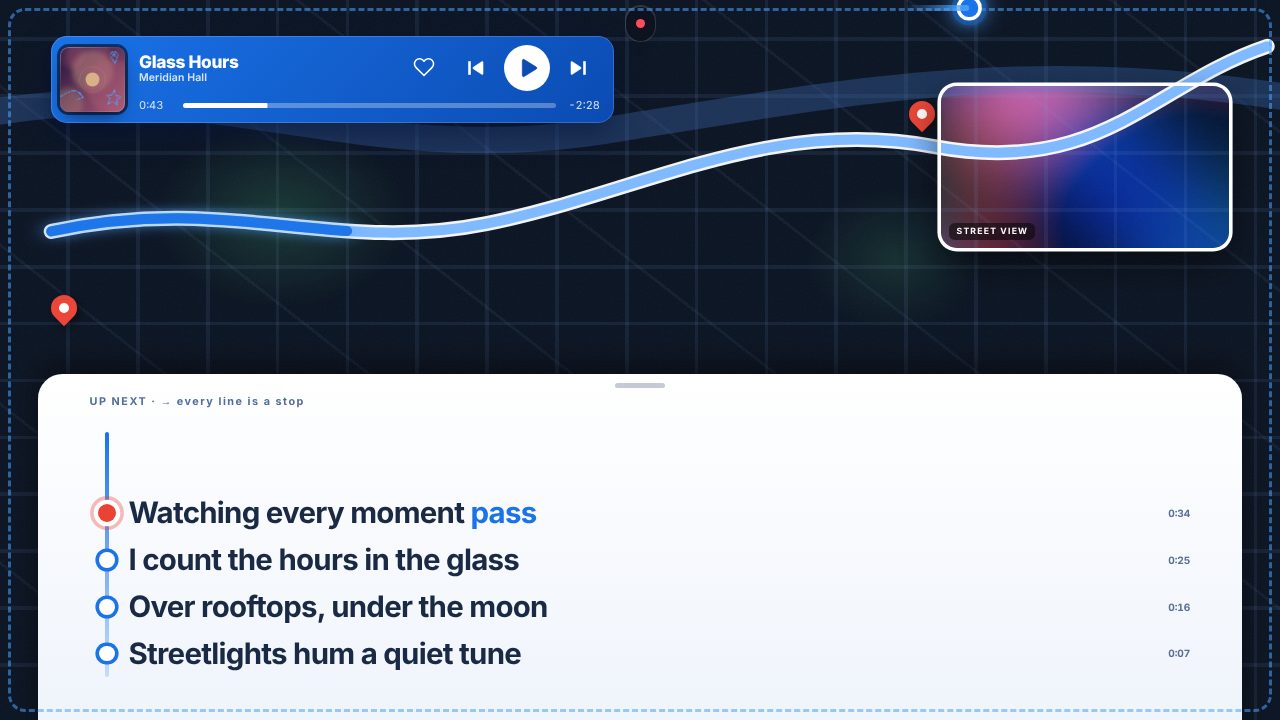 Glass Hours
Meridian Hall
0:43
-2:28
STREET VIEW
UP NEXT · → every line is a stop
Watching every moment pass
0:34
I count the hours in the glass
0:25
Over rooftops, under the moon
0:16
Streetlights hum a quiet tune
0:07